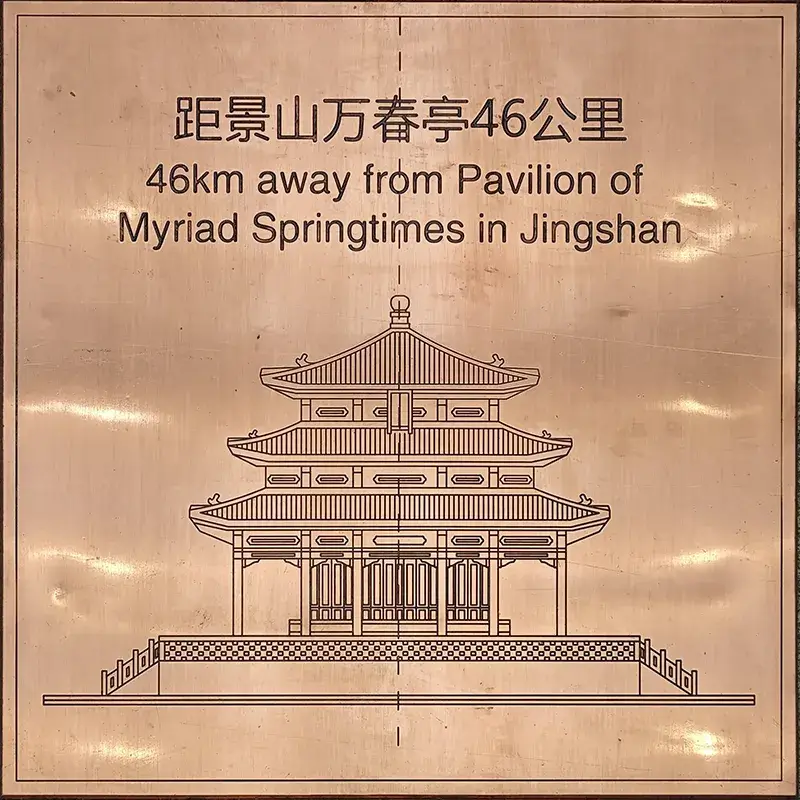 距景山万春亭46公里
46km away from Pavilion of
Myriad Springtimes in Jingshan